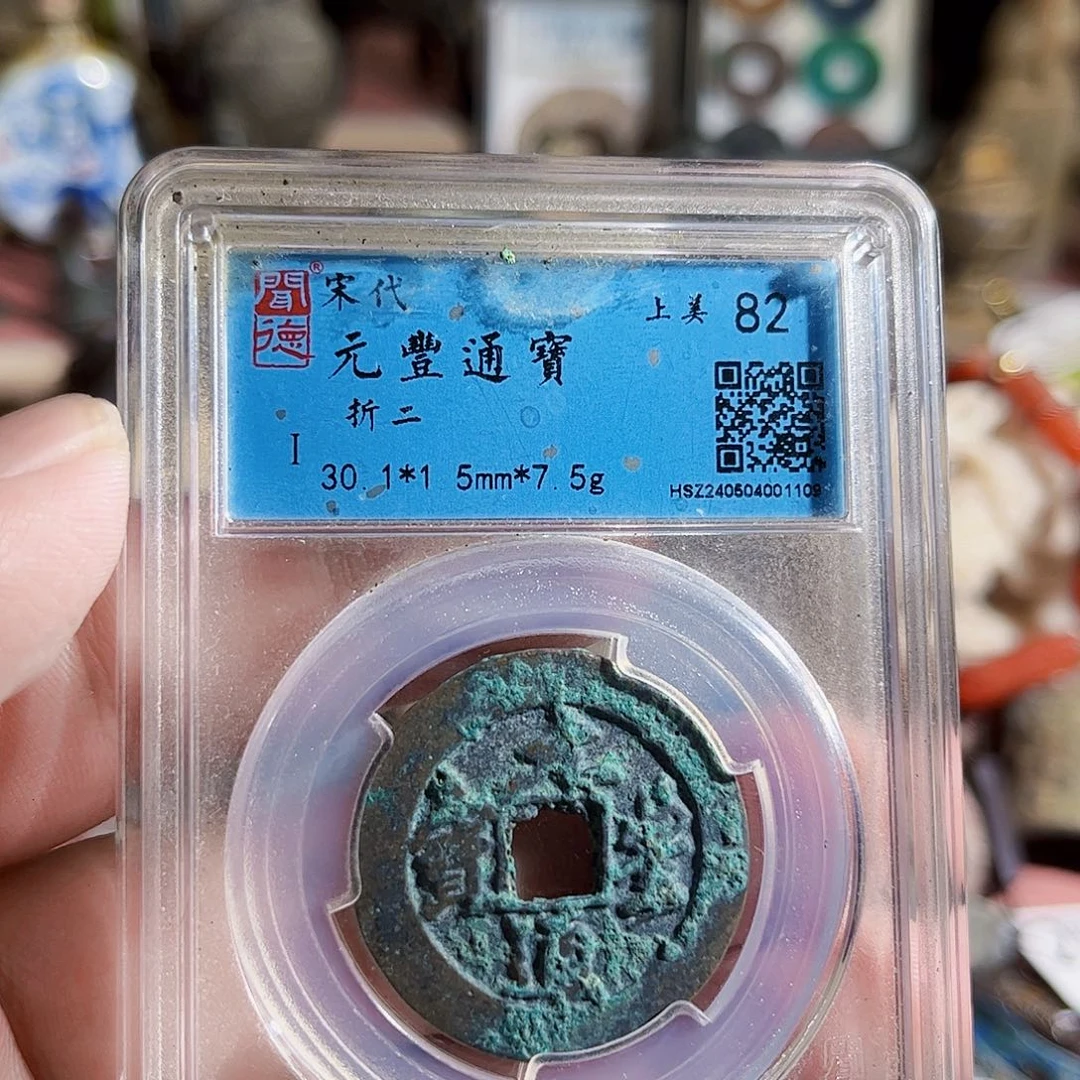 聞德®
宋代
上美 82
元豐通寶
折二
I
30.1*1 5mm*7.5g
HSZ240504001109
寶